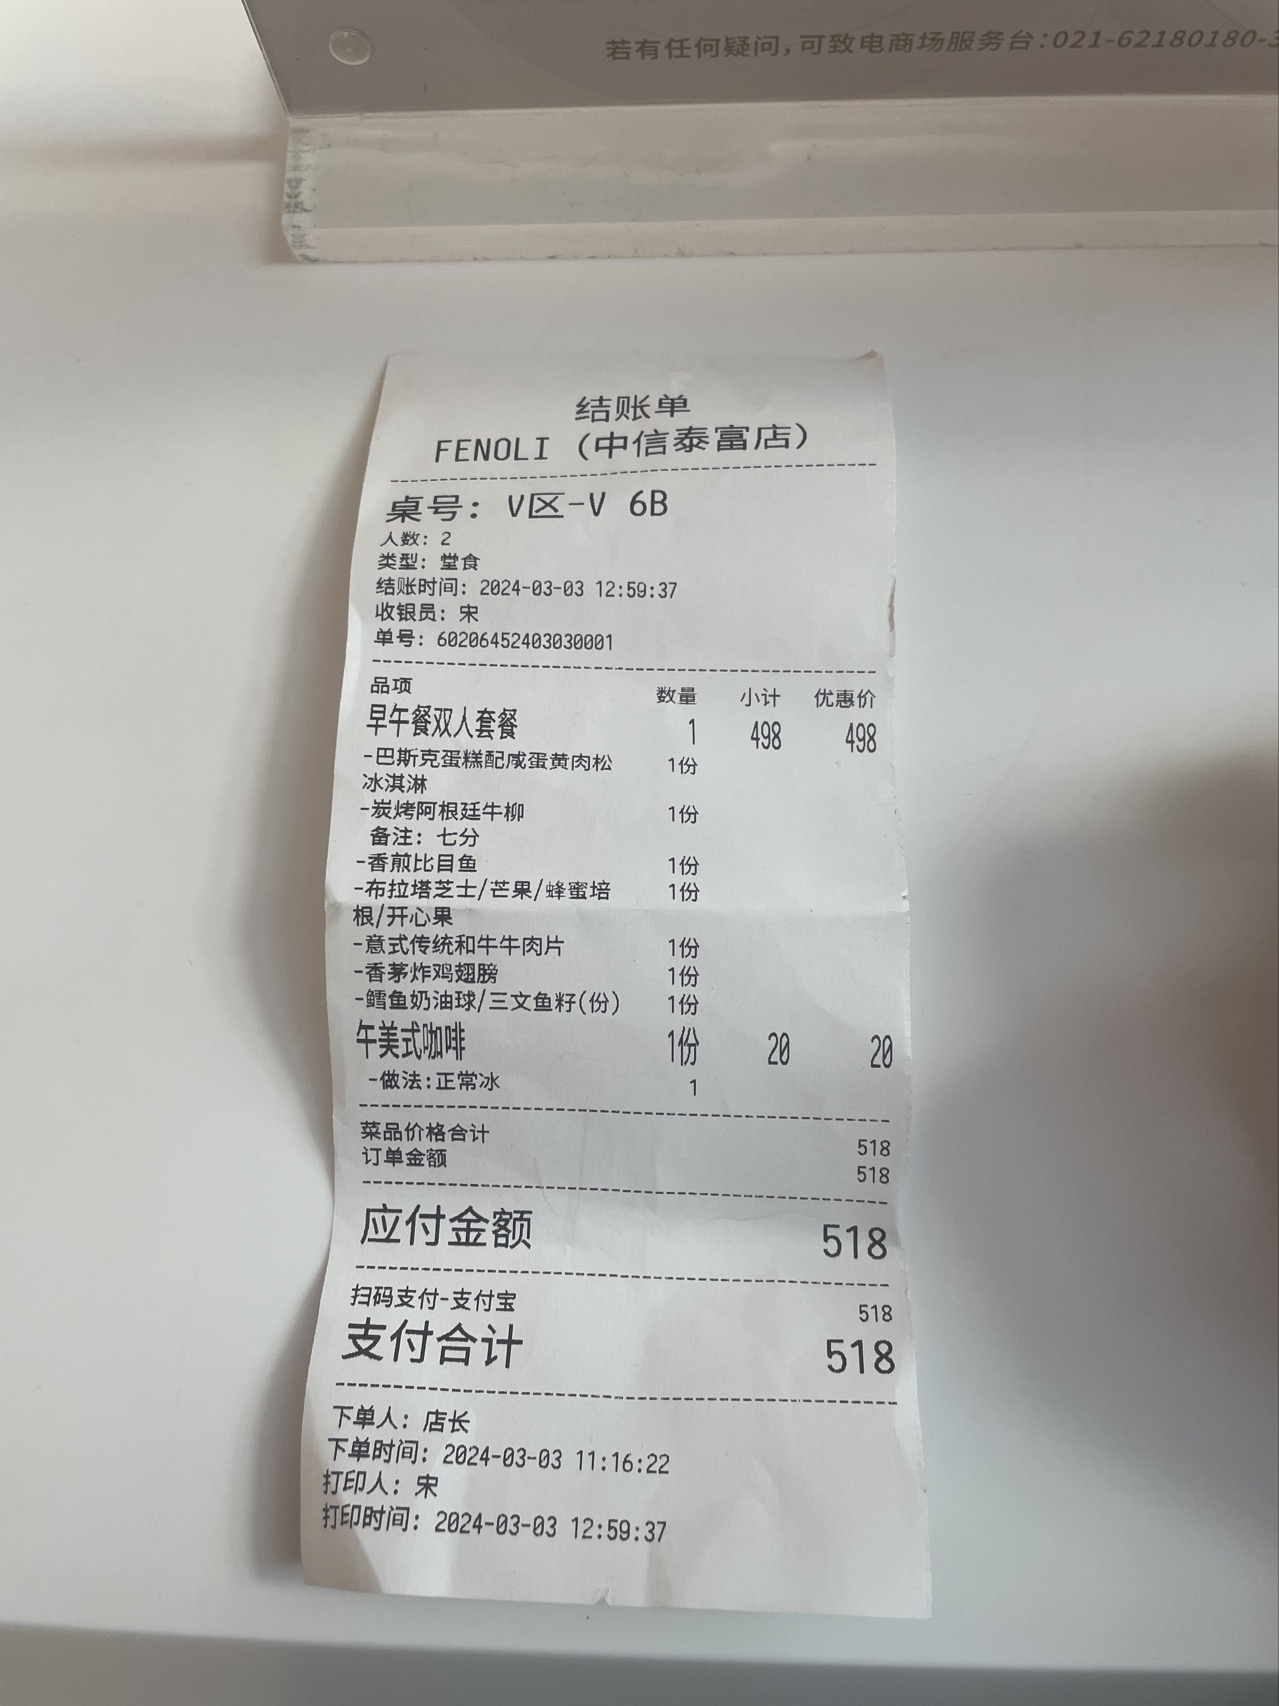 若有任何疑问,可致电商场服务台:021-62180180-3
结账单
FENOLI (中信泰富店)
桌号: V区-V 6B
人数: 2
类型: 堂食
结账时间: 2024-03-03 12:59:37
收银员: 宋
单号: 60206452403030001
品项 数量 小计 优惠价
早午餐双人套餐 1 498 498
-巴斯克蛋糕配咸蛋黄肉松 1份
冰淇淋
-炭烤阿根廷牛柳 1份
备注: 七分
-香煎比目鱼 1份
-布拉塔芝士/芒果/蜂蜜培 1份
根/开心果
-意式传统和牛牛肉片 1份
-香茅炸鸡翅膀 1份
-鳕鱼奶油球/三文鱼籽(份) 1份
午美式咖啡 1份 20 20
-做法:正常冰 1
菜品价格合计 518
订单金额 518
应付金额 518
扫码支付-支付宝 518
支付合计 518
下单人: 店长
下单时间: 2024-03-03 11:16:22
打印人: 宋
打印时间: 2024-03-03 12:59:37